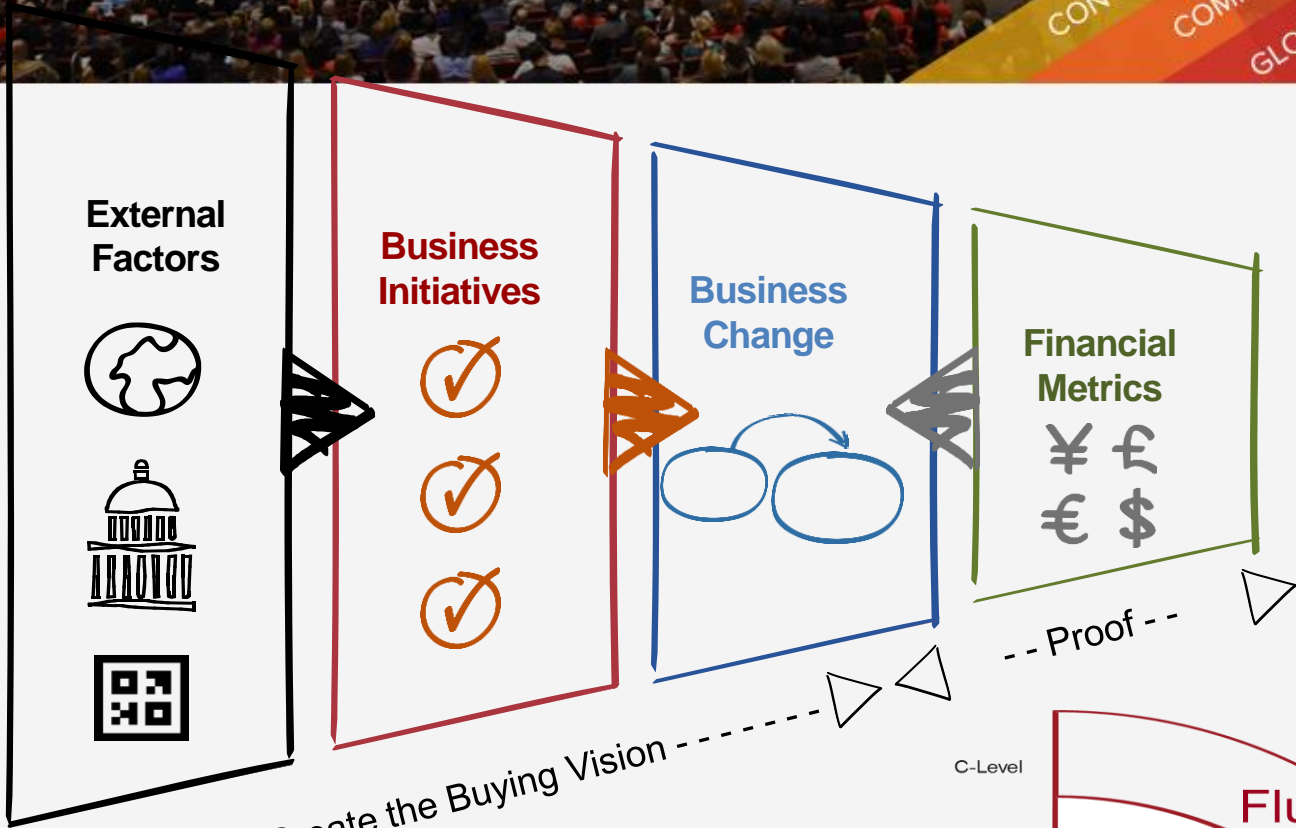 External
Factors
Business
Initiatives
Business
Change
Financial
Metrics
¥ £
€ $
-- Proof --
the Buying Vision
C-Level